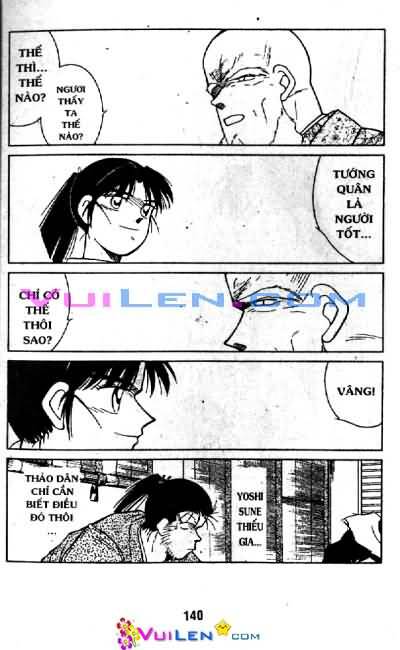 THẾ
THÌ...
THẾ
NÀO?
NGƯƠI
THẤY
TA
THẾ
NÀO?
TƯỚNG
QUÂN
LÀ
NGƯỜI
TỐT...
CHỈ CÓ
THẾ
THÔI
SAO?
VUILEN.COM
VÂNG!
THẢO DÂN
CHỈ CẦN
BIẾT ĐIỀU
ĐÓ THÔI
...
YOSHI
SUNE
THIẾU
GIA...
140
VUILEN.COM